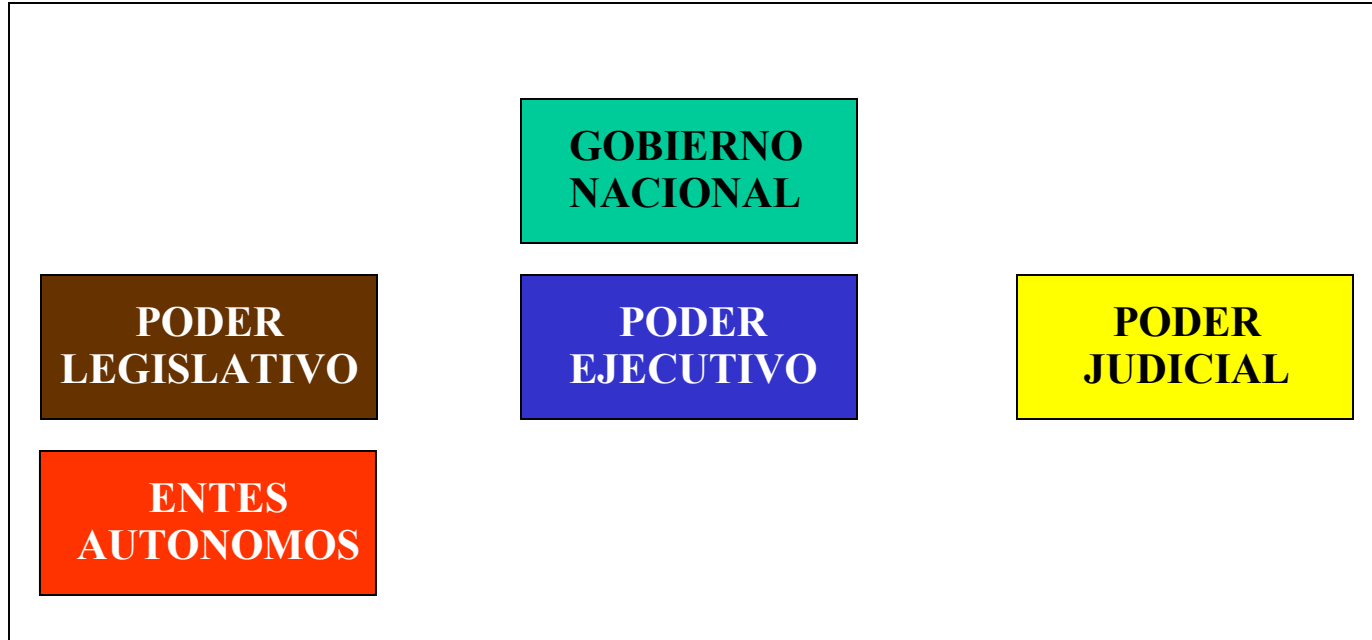 GOBIERNO
NACIONAL
PODER
LEGISLATIVO
PODER
EJECUTIVO
PODER
JUDICIAL
ENTES
AUTONOMOS